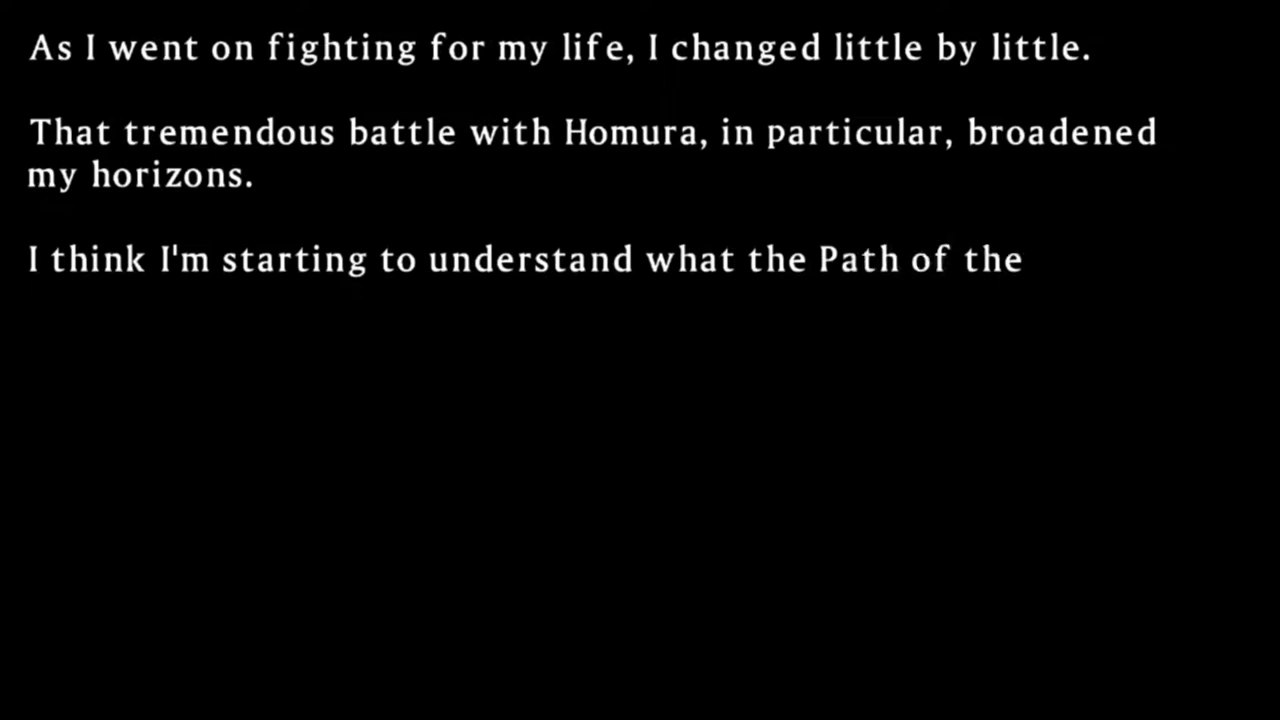 As I went on fighting for my life, I changed little by little.
That tremendous battle with Homura, in particular, broadened
my horizons.
I think I'm starting to understand what the Path of the